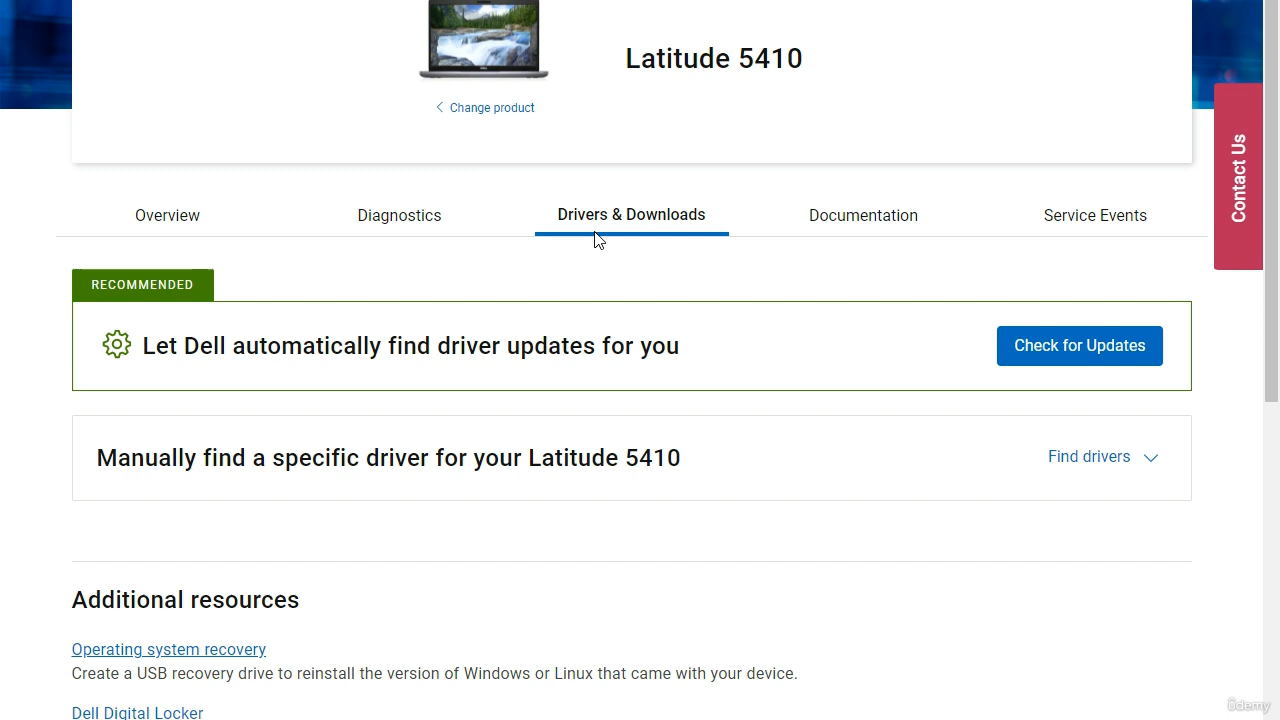 Latitude 5410
Change product
Contact Us
Overview
Diagnostics
Drivers & Downloads
Documentation
Service Events
RECOMMENDED
Let Dell automatically find driver updates for you
Check for Updates
Manually find a specific driver for your Latitude 5410
Find drivers
Additional resources
Operating system recovery
Create a USB recovery drive to reinstall the version of Windows or Linux that came with your device.
Dell Digital Locker
ûdemy